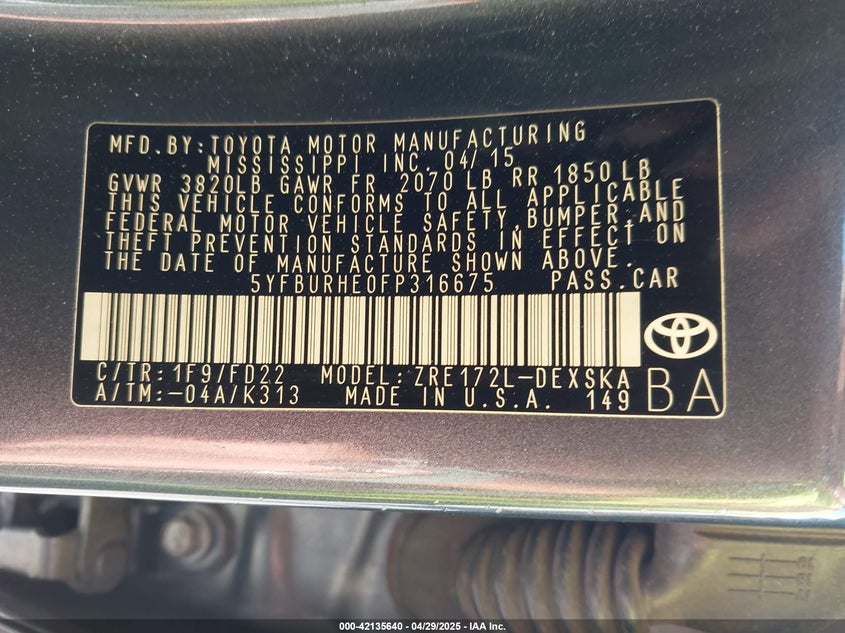 MFD.BY:TOYOTA MOTOR MANUFACTURING
MISSISSIPPI INC. 04/15
GVWR 3820LB GAWR FR 2070 LB RR 1850 LB
THIS VEHICLE CONFORMS TO ALL APPLICABLE
FEDERAL MOTOR VEHICLE SAFETY,BUMPER,AND
THEFT PREVENTION STANDARDS IN EFFECT ON
THE DATE OF MANUFACTURE SHOWN ABOVE.
5YFBURHE0FP316675 PASS.CAR
C/TR:1F9/FD22 MODEL:ZRE172L-DEXSKA
A/TM:-04A/K313 MADE IN U.S.A. 149 BA
000-42135640 - 04/29/2025 - IAA Inc.